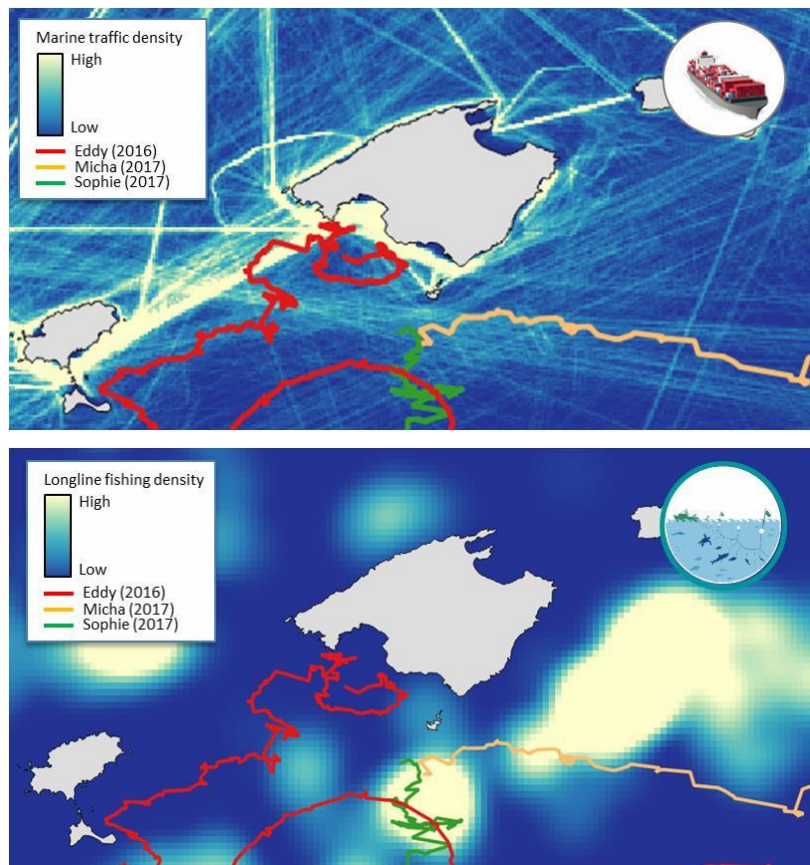 Marine traffic density
High
Low
Eddy (2016)
Micha (2017)
Sophie (2017)
Longline fishing density
High
Low
Eddy (2016)
Micha (2017)
Sophie (2017)